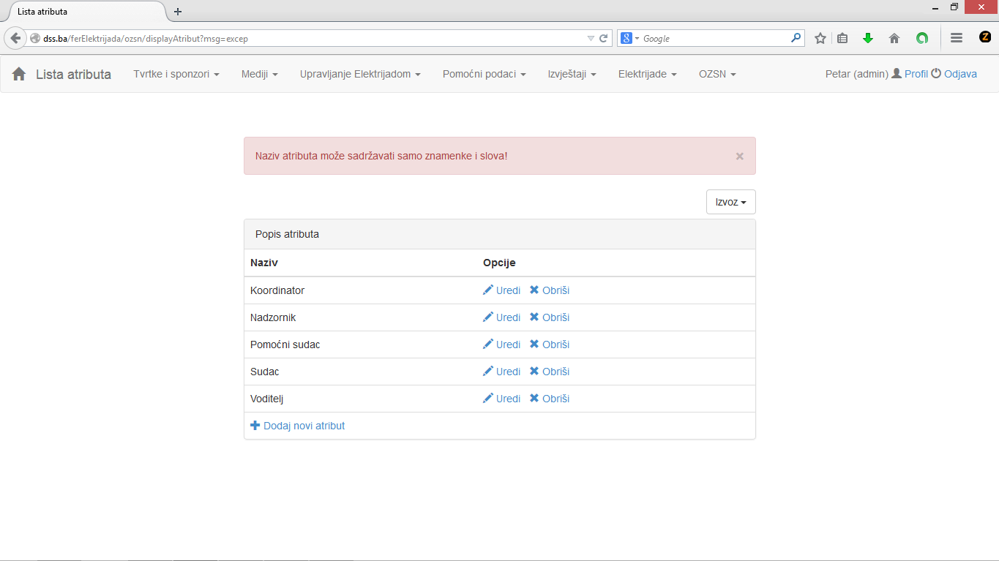 Lista atributa
dss.ba/ferElektrijada/ozsn/displayAtribut?msg=excep
8 Google
Z
Lista atributa Tvrtke i sponzori Mediji Upravljanje Elektrijadom Pomoćni podaci Izvještaji Elektrijade OZSN Petar (admin) Profil Odjava
Naziv atributa može sadržavati samo znamenke i slova! ×
Izvoz
Popis atributa
Naziv Opcije
Koordinator Uredi Obriši
Nadzornik Uredi Obriši
Pomoćni sudac Uredi Obriši
Sudac Uredi Obriši
Voditelj Uredi Obriši
Dodaj novi atribut